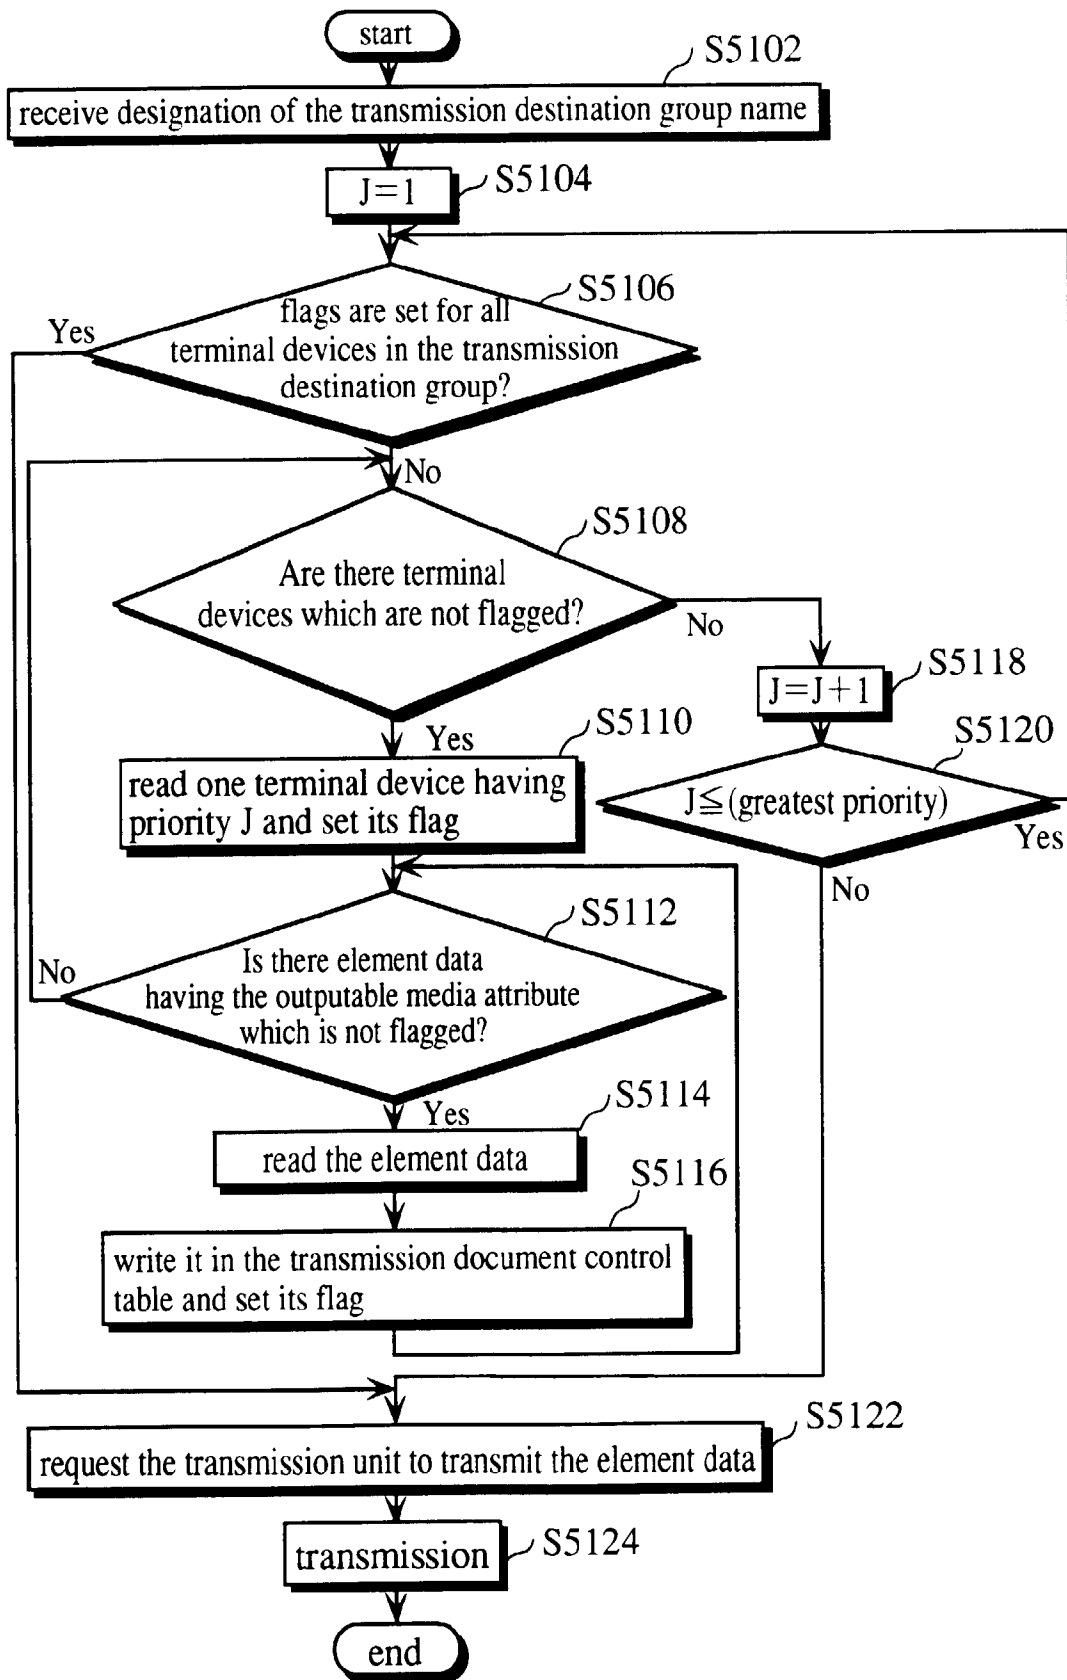 start
S5102
receive designation of the transmission destination group name
J=1
S5104
S5106
flags are set for all
terminal devices in the transmission
destination group?
Yes
No
S5108
Are there terminal
devices which are not flagged?
No
S5118
J=J+1
S5110
Yes
S5120
read one terminal device having
priority J and set its flag
J≦(greatest priority)
Yes
No
S5112
Is there element data
having the outputable media attribute
which is not flagged?
No
Yes
S5114
read the element data
S5116
write it in the transmission document control
table and set its flag
S5122
request the transmission unit to transmit the element data
transmission
S5124
end